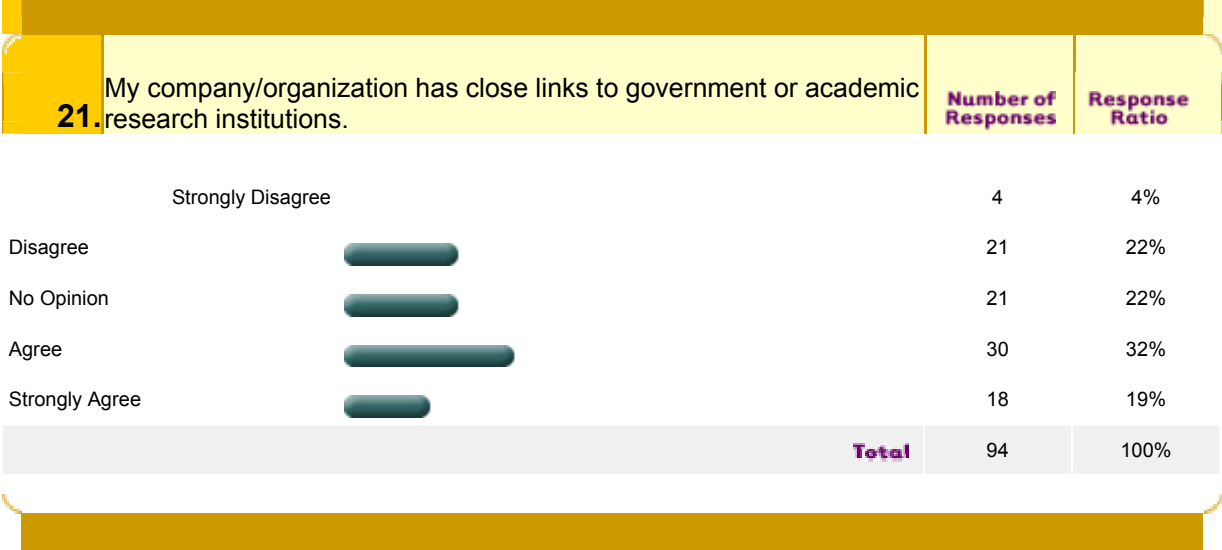 21. My company/organization has close links to government or academic
research institutions.
Number of
Responses
Response
Ratio
Strongly Disagree 4 4%
Disagree 21 22%
No Opinion 21 22%
Agree 30 32%
Strongly Agree 18 19%
Total 94 100%